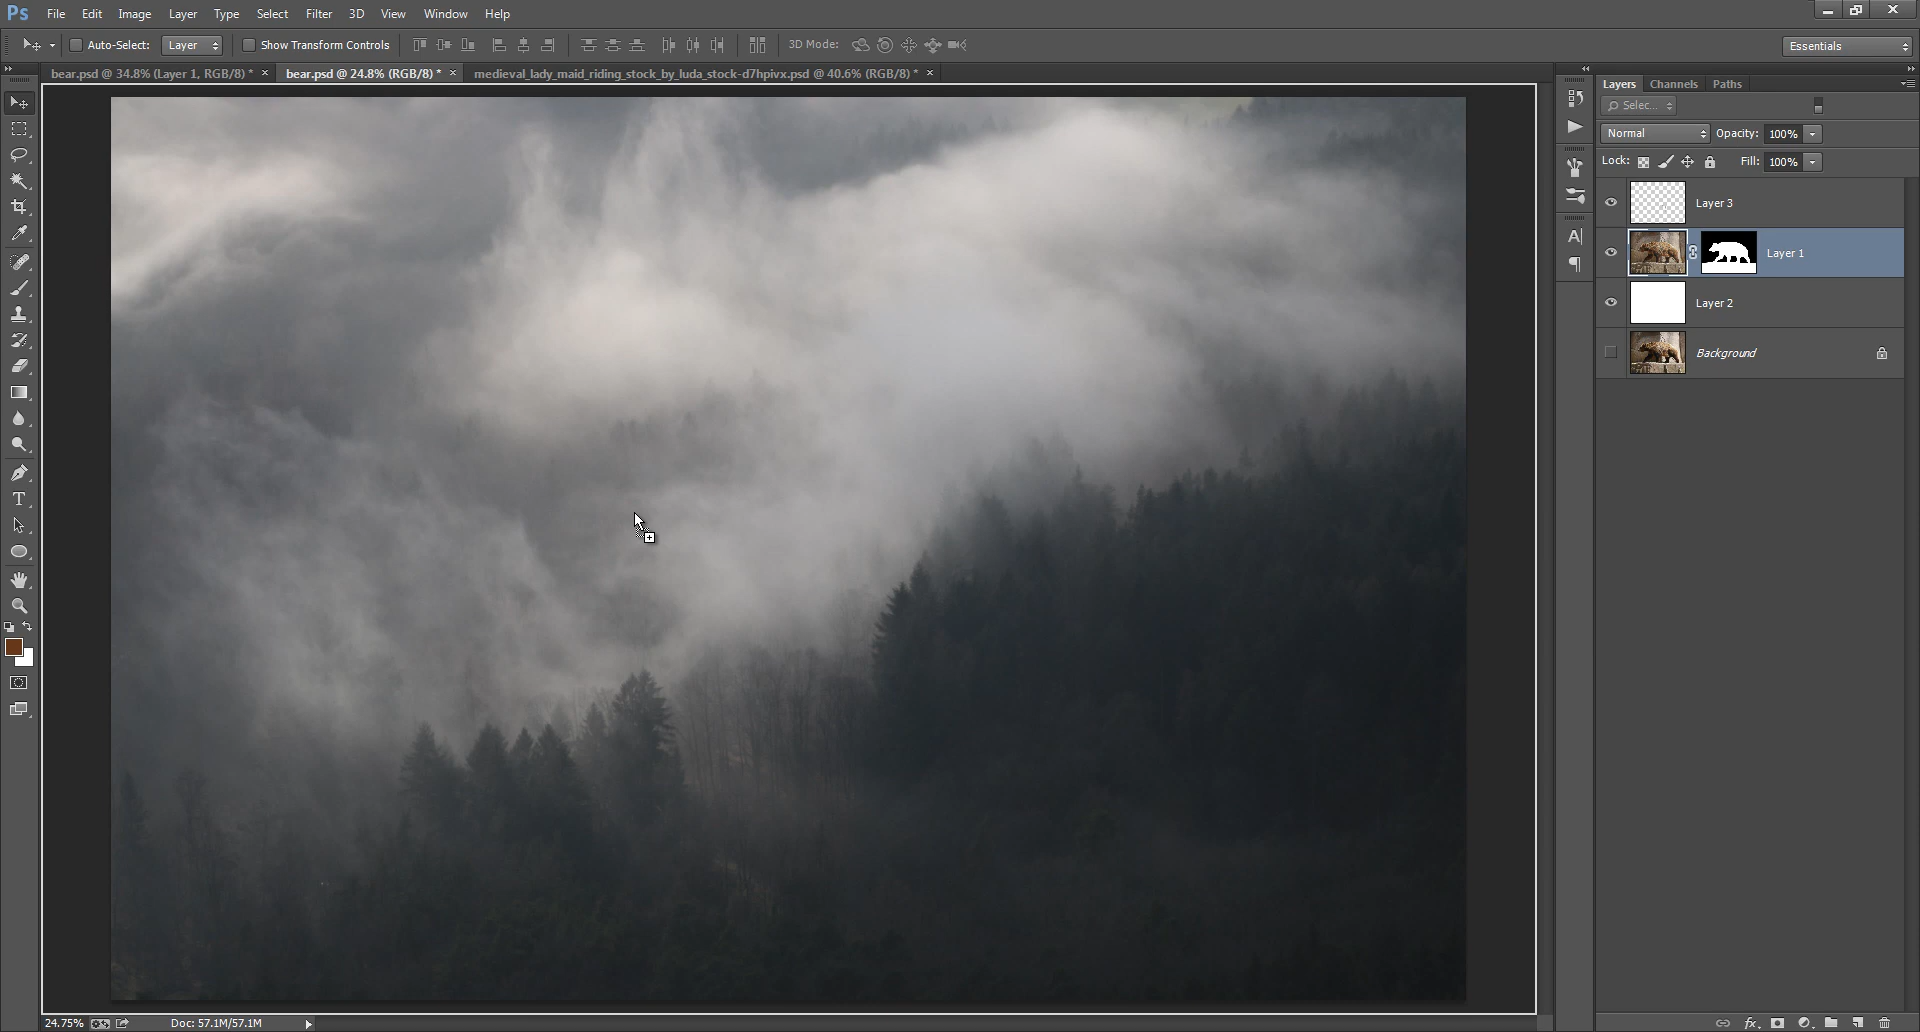 Ps File Edit Image Layer Type Select Filter 3D View Window Help
Auto-Select: Layer Show Transform Controls 3D Mode: Essentials
bear.psd @ 34.8% (Layer 1, RGB/8) * × bear.psd @ 24.8% (RGB/8) * × medieval_lady_maid_riding_stock_by_luda_stock-d7hpivx.psd @ 40.6% (RGB/8) * ×
Layers Channels Paths
Selec...
Normal Opacity: 100%
Lock: Fill: 100%
Layer 3
Layer 1
Layer 2
Background
24.75% Doc: 57.1M/57.1M